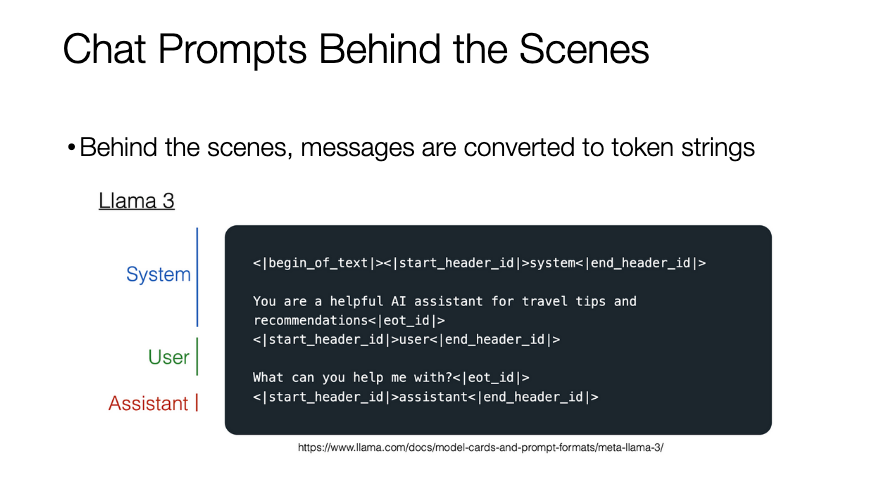 Chat Prompts Behind the Scenes
•Behind the scenes, messages are converted to token strings
Llama 3
System
<|begin_of_text|><|start_header_id|>system<|end_header_id|>
You are a helpful AI assistant for travel tips and
recommendations<|eot_id|>
User
<|start_header_id|>user<|end_header_id|>
What can you help me with?<|eot_id|>
Assistant
<|start_header_id|>assistant<|end_header_id|>
https://www.llama.com/docs/model-cards-and-prompt-formats/meta-llama-3/